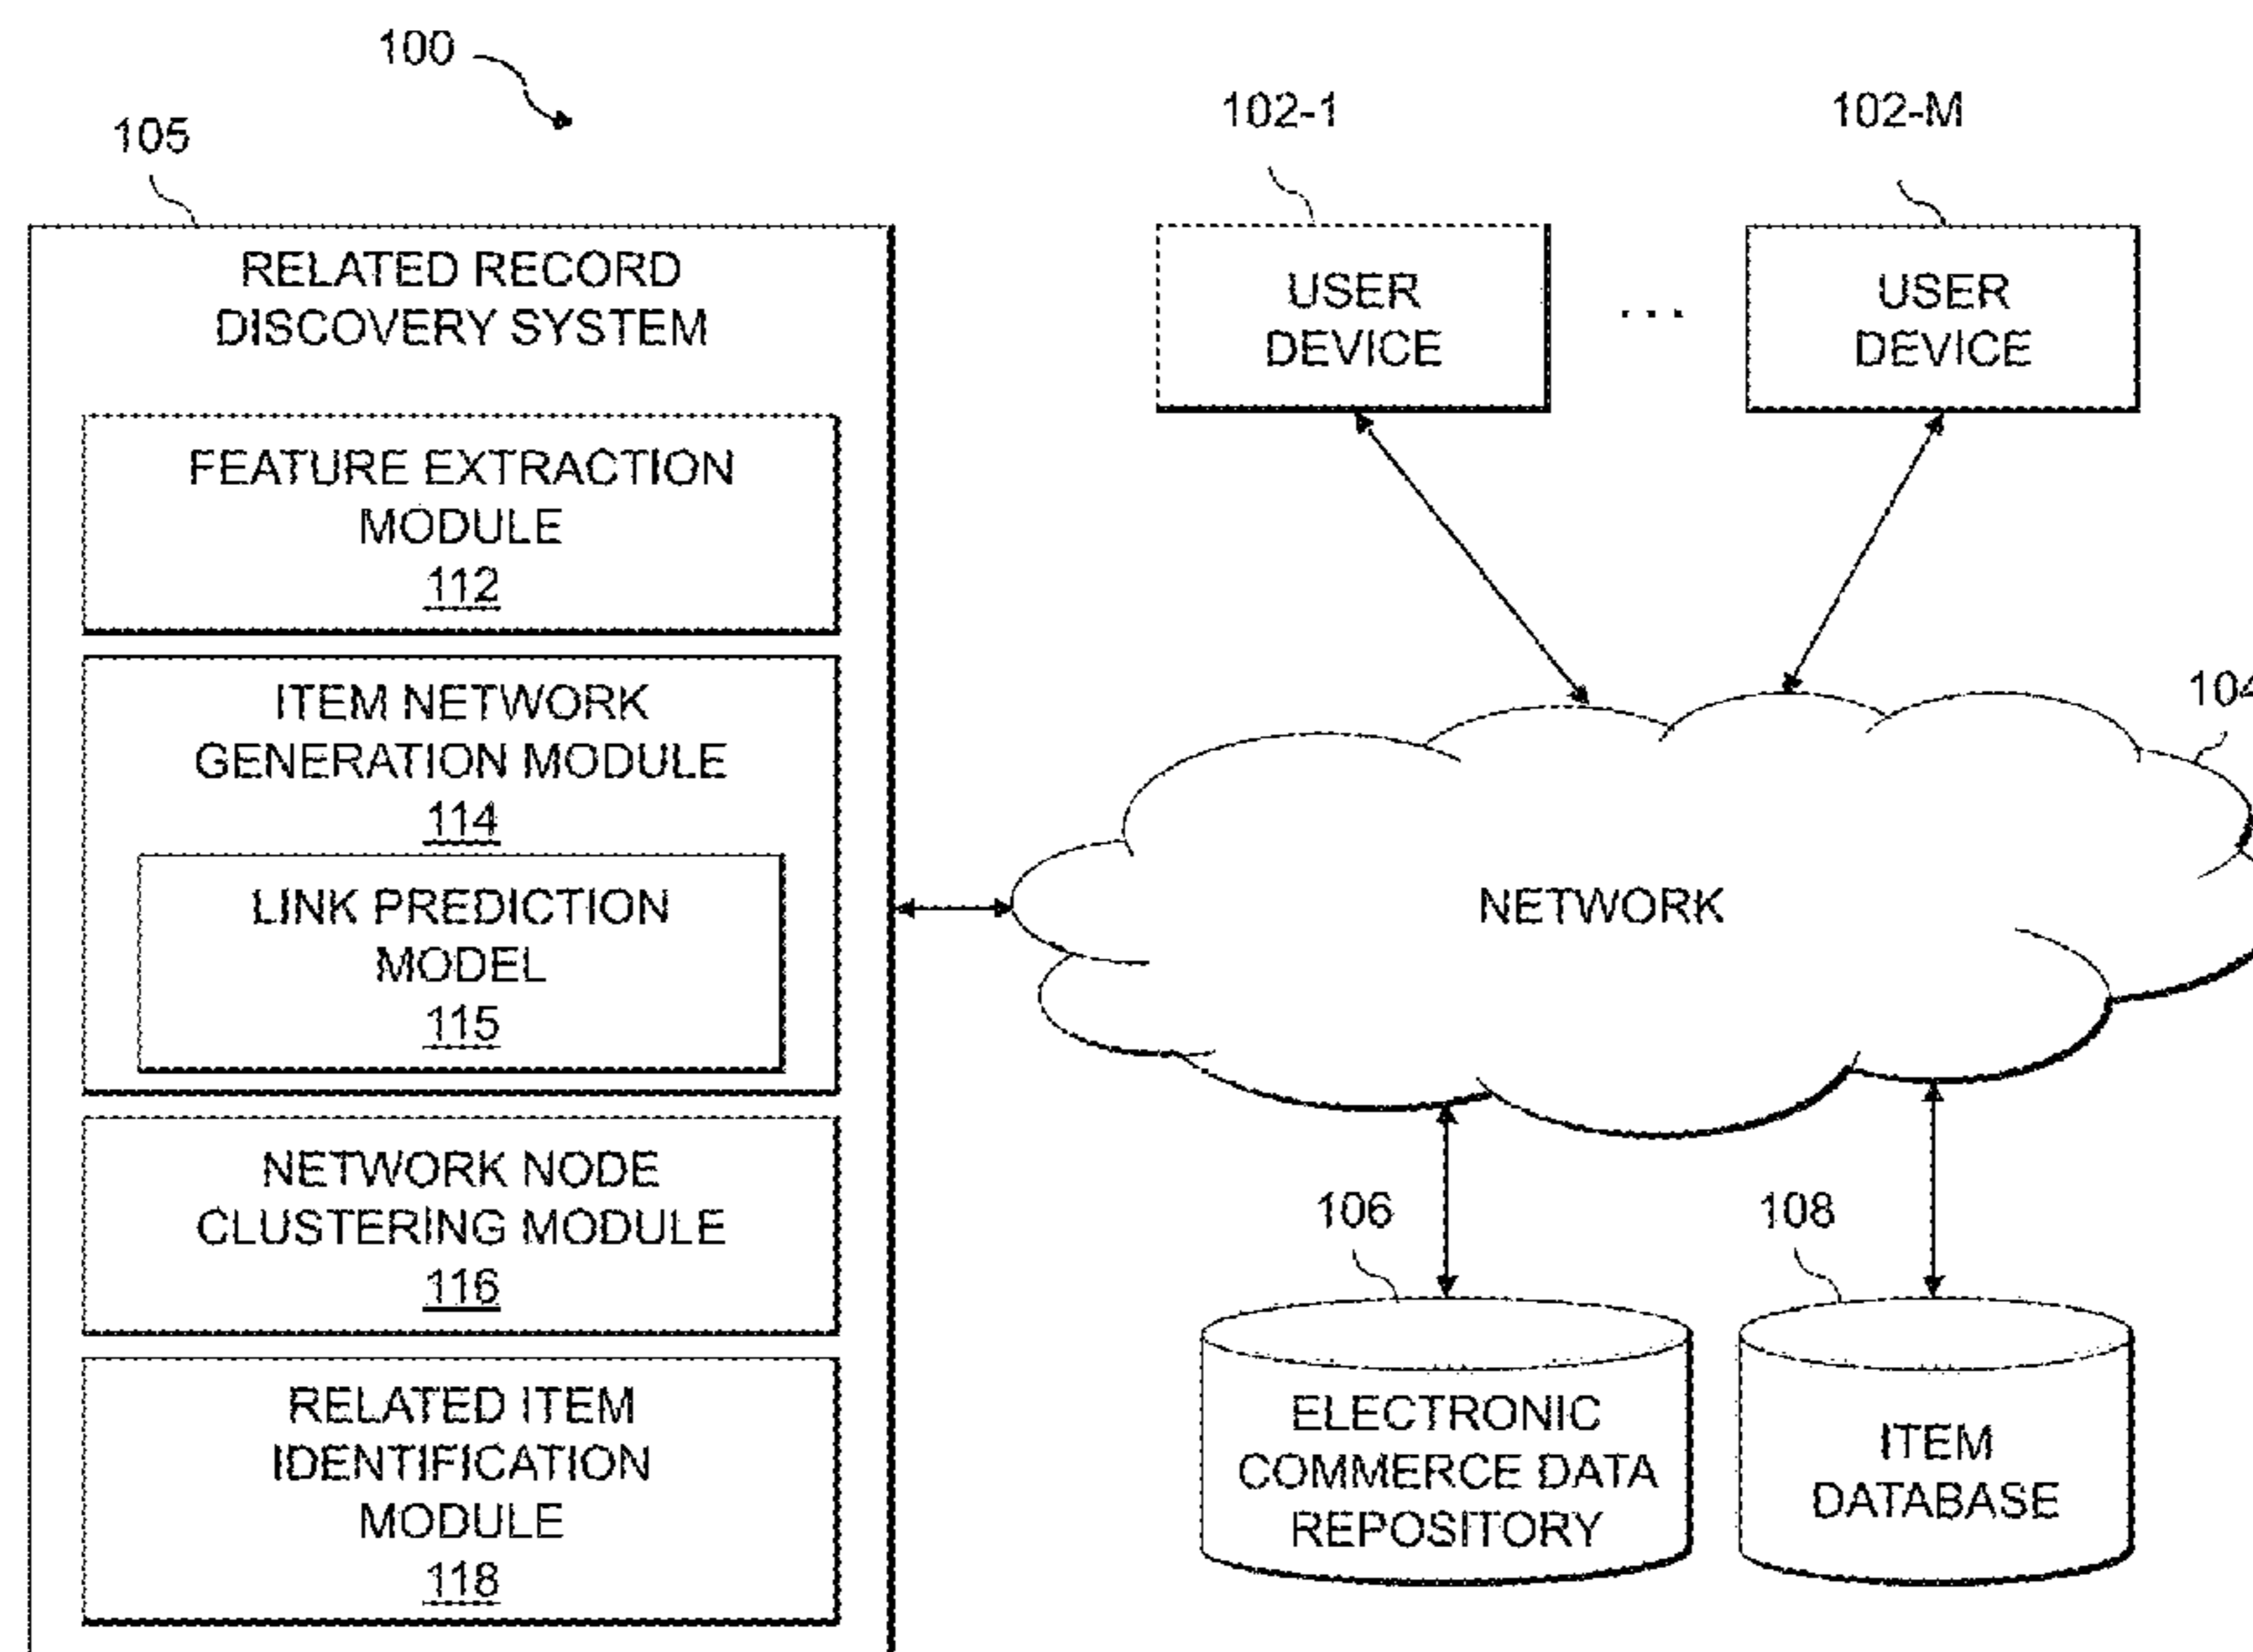 100
105
RELATED RECORD
DISCOVERY SYSTEM
FEATURE EXTRACTION
MODULE
112
ITEM NETWORK
GENERATION MODULE
114
LINK PREDICTION
MODEL
115
NETWORK NODE
CLUSTERING MODULE
116
RELATED ITEM
IDENTIFICATION
MODULE
118
102-1
USER
DEVICE
. . .
102-M
USER
DEVICE
104
NETWORK
106
ELECTRONIC
COMMERCE DATA
REPOSITORY
108
ITEM
DATABASE